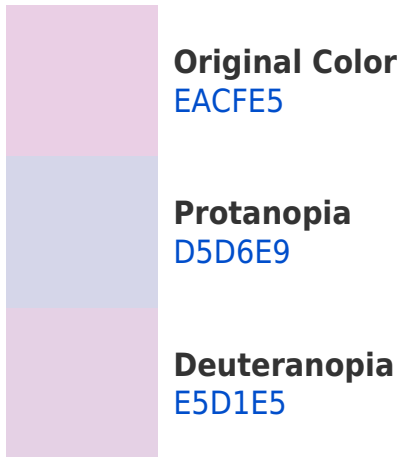 Original Color
EACFE5
Protanopia
D5D6E9
Deuteranopia
E5D1E5